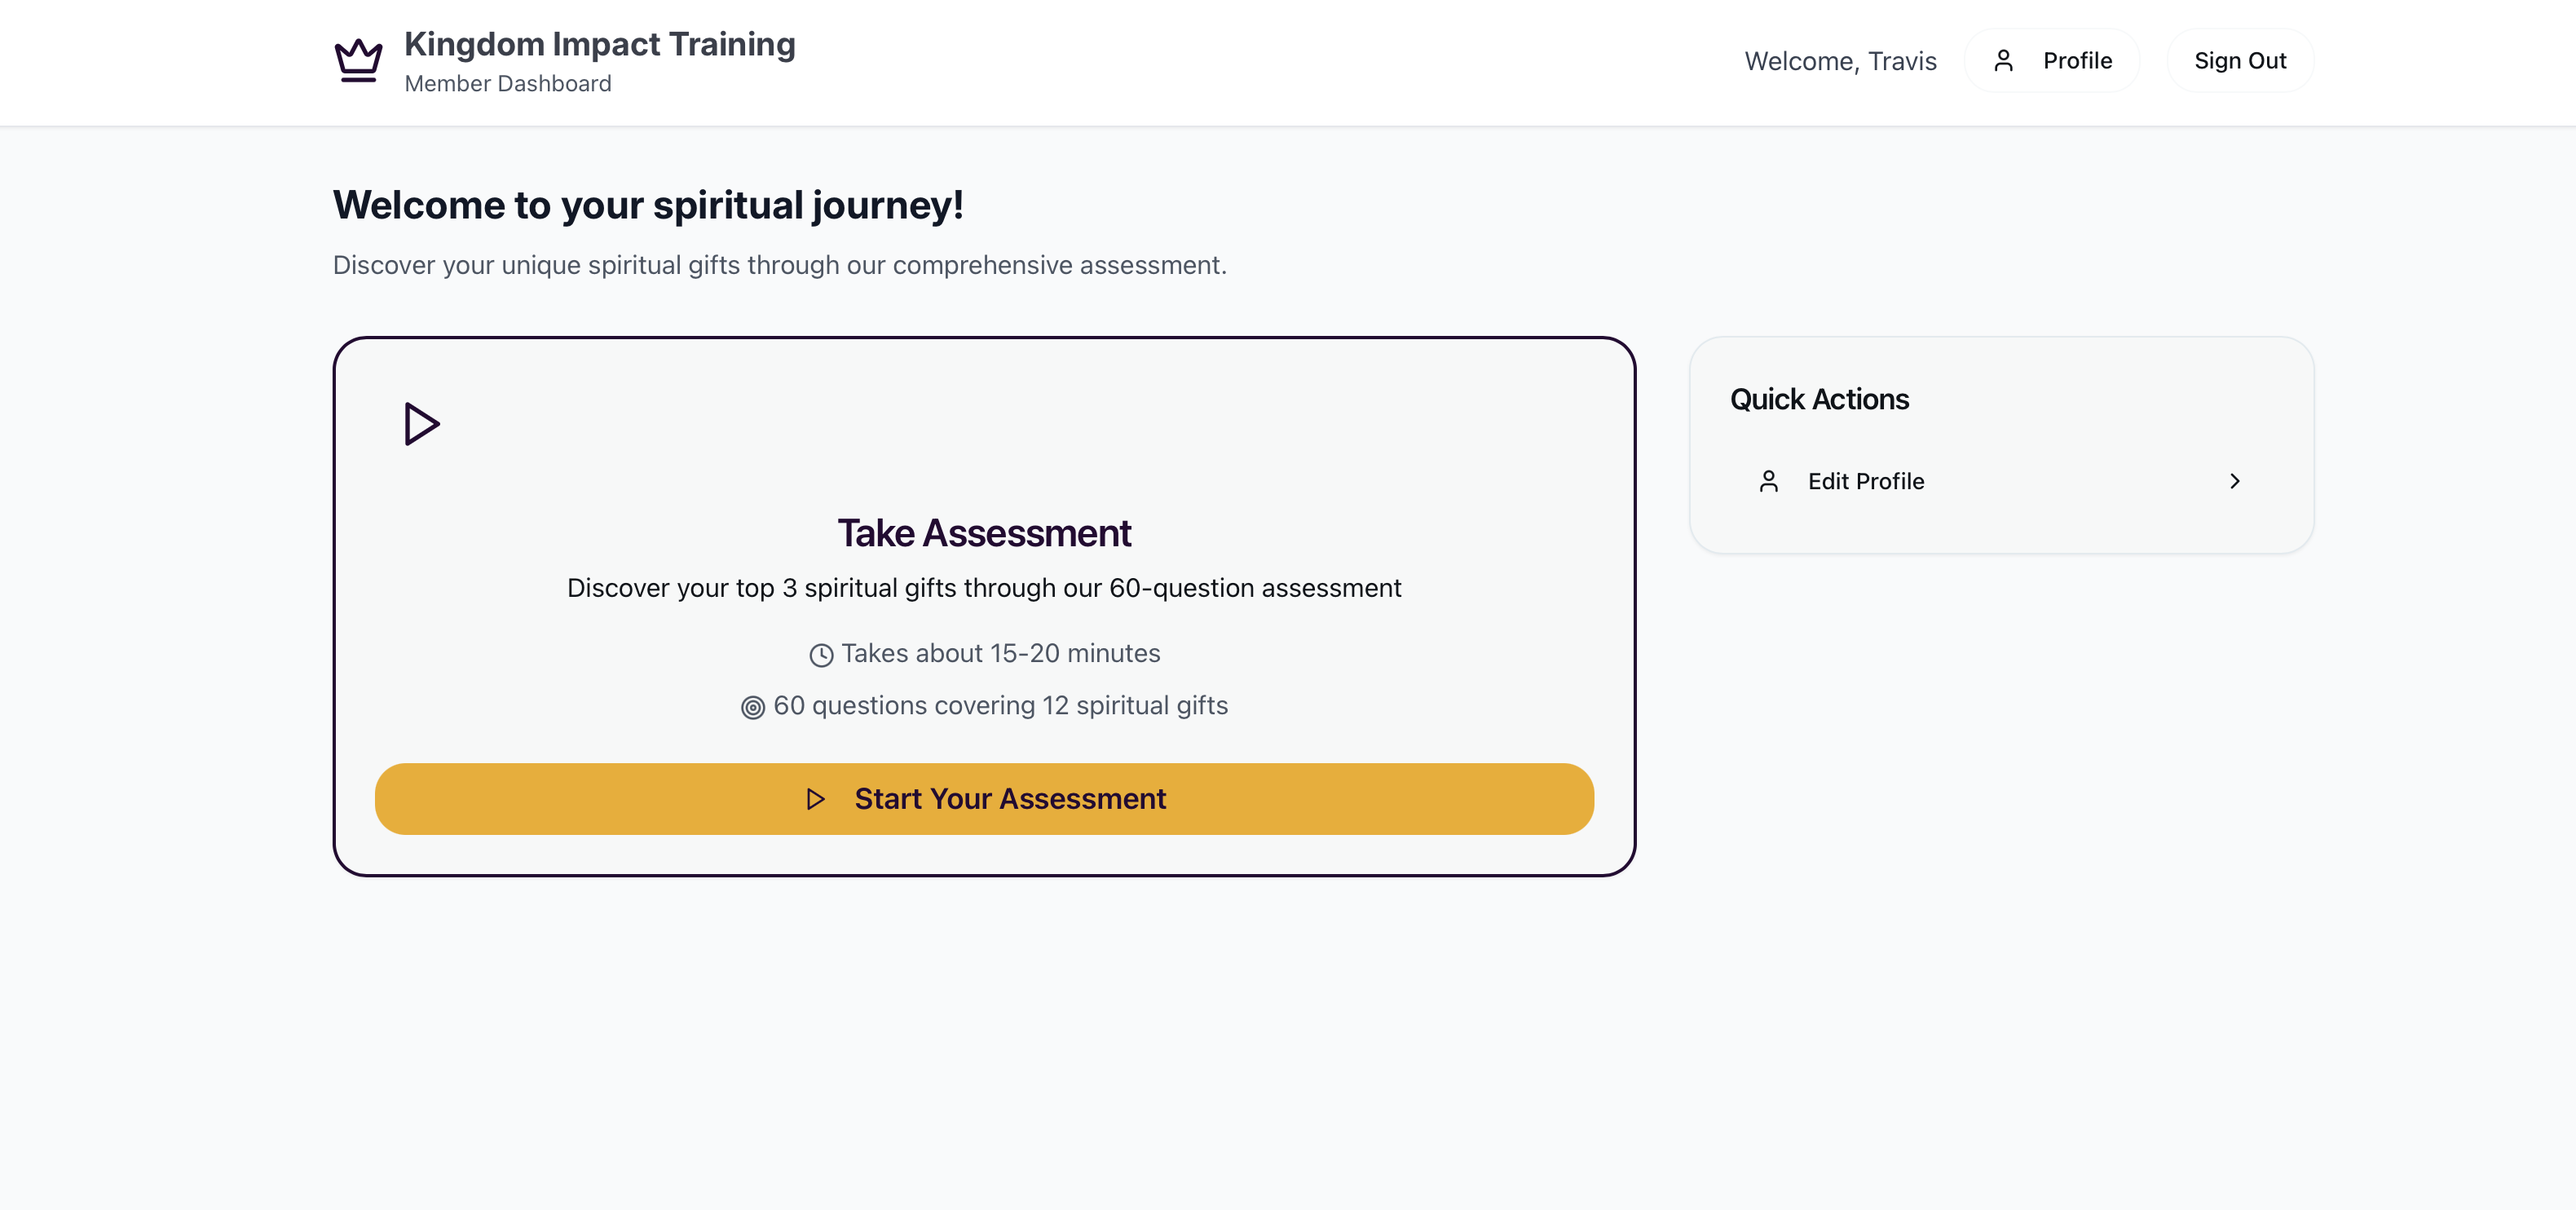 Kingdom Impact Training
Member Dashboard
Welcome, Travis
Profile
Sign Out
Welcome to your spiritual journey!
Discover your unique spiritual gifts through our comprehensive assessment.
Take Assessment
Discover your top 3 spiritual gifts through our 60-question assessment
Takes about 15-20 minutes
60 questions covering 12 spiritual gifts
Start Your Assessment
Quick Actions
Edit Profile